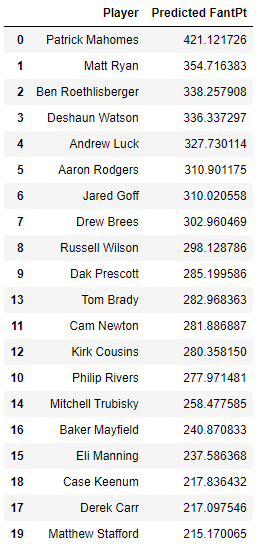 Player Predicted FantPt
0 Patrick Mahomes 421.121726
1 Matt Ryan 354.716383
2 Ben Roethlisberger 338.257908
3 Deshaun Watson 336.337297
4 Andrew Luck 327.730114
5 Aaron Rodgers 310.901175
6 Jared Goff 310.020558
7 Drew Brees 302.960469
8 Russell Wilson 298.128786
9 Dak Prescott 285.199586
13 Tom Brady 282.968363
11 Cam Newton 281.886887
12 Kirk Cousins 280.358150
10 Philip Rivers 277.971481
14 Mitchell Trubisky 258.477585
16 Baker Mayfield 240.870833
15 Eli Manning 237.586368
18 Case Keenum 217.836432
17 Derek Carr 217.097546
19 Matthew Stafford 215.170065